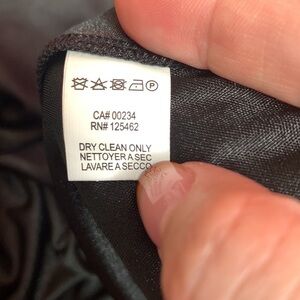 CA# 00234
RN# 125462
DRY CLEAN ONLY
NETTOYER A SEC
LAVARE A SECCO